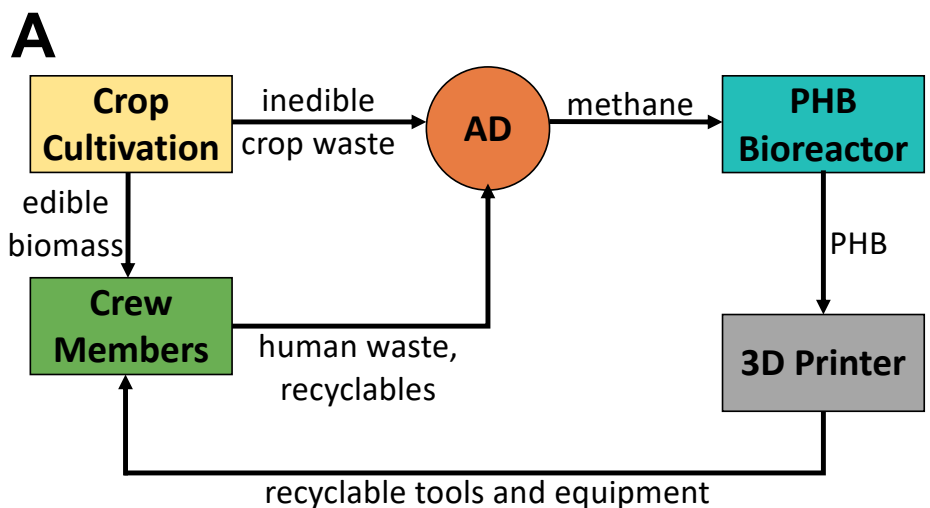 A
Crop
Cultivation
inedible
crop waste
AD
methane
PHB
Bioreactor
edible
biomass
PHB
Crew
Members
human waste,
recyclables
3D Printer
recyclable tools and equipment